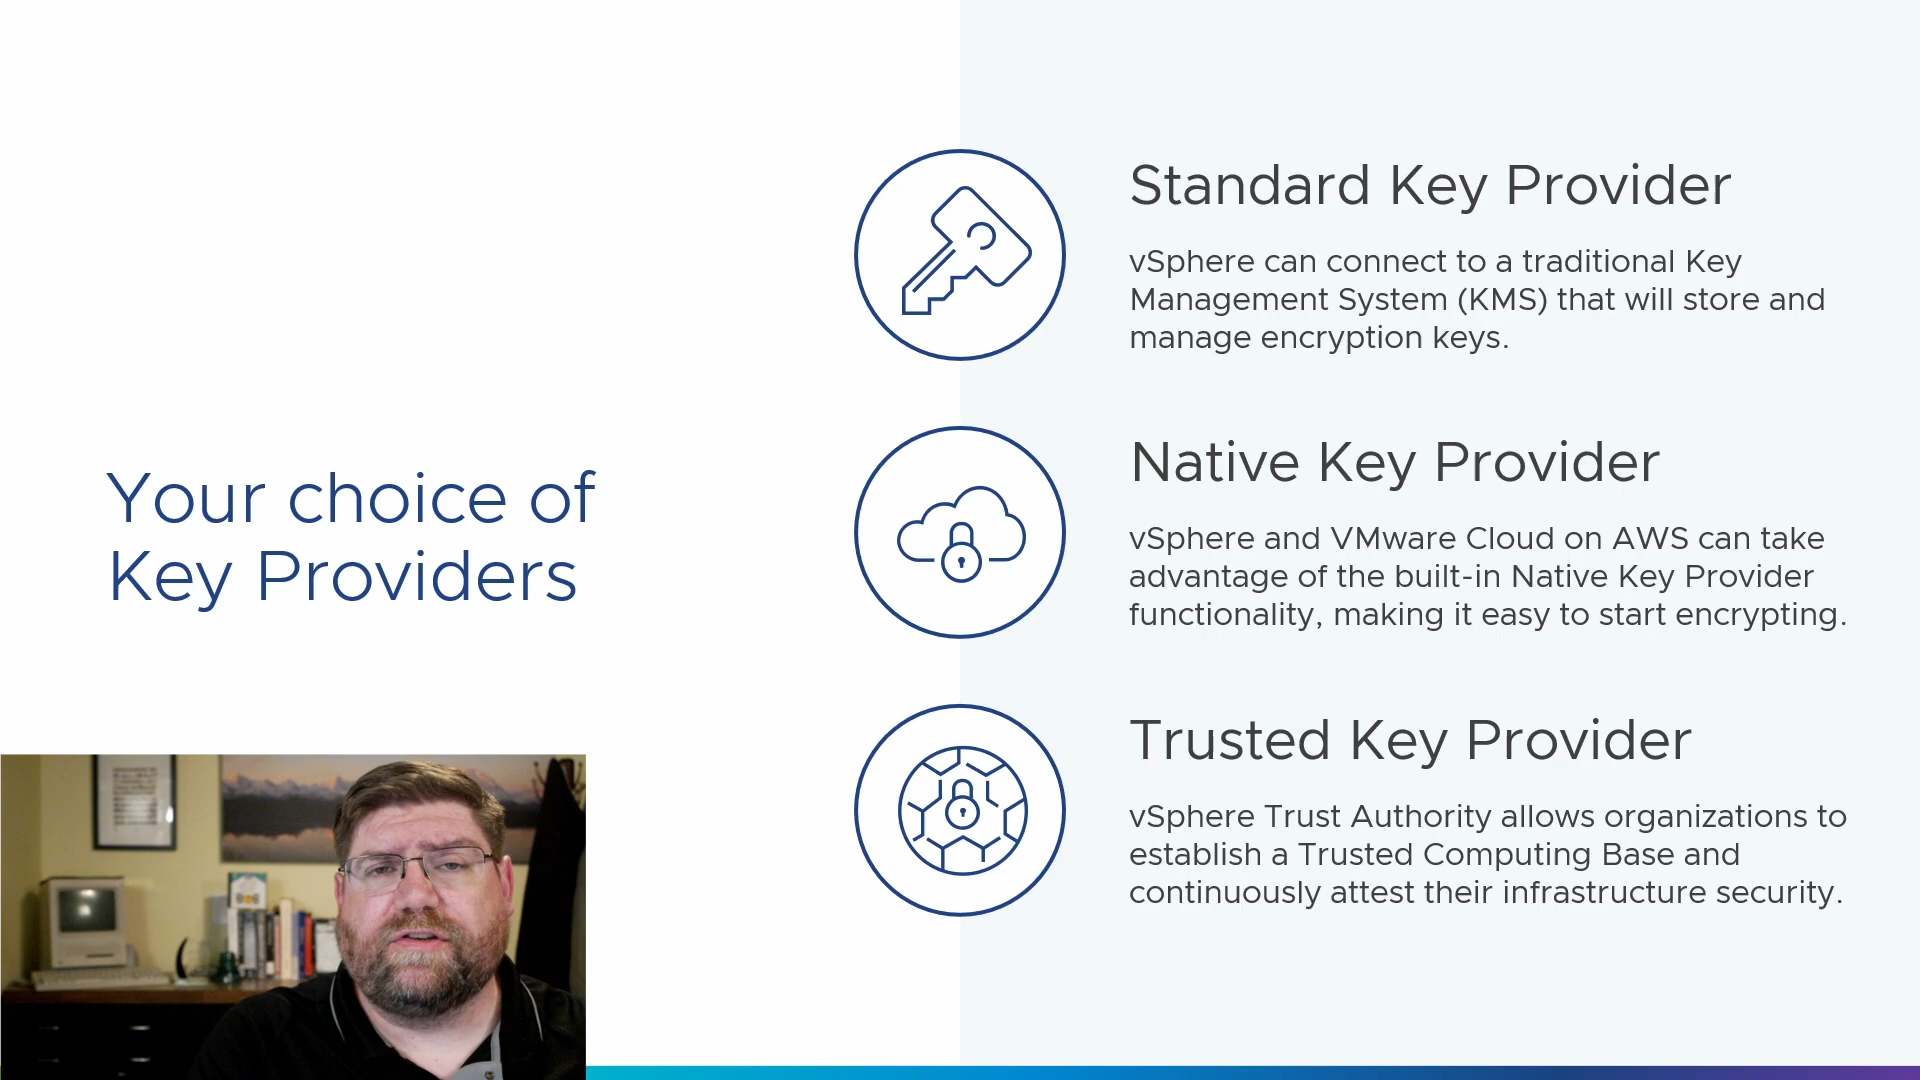 Your choice of
Key Providers
Standard Key Provider
vSphere can connect to a traditional Key
Management System (KMS) that will store and
manage encryption keys.
Native Key Provider
vSphere and VMware Cloud on AWS can take
advantage of the built-in Native Key Provider
functionality, making it easy to start encrypting.
Trusted Key Provider
vSphere Trust Authority allows organizations to
establish a Trusted Computing Base and
continuously attest their infrastructure security.